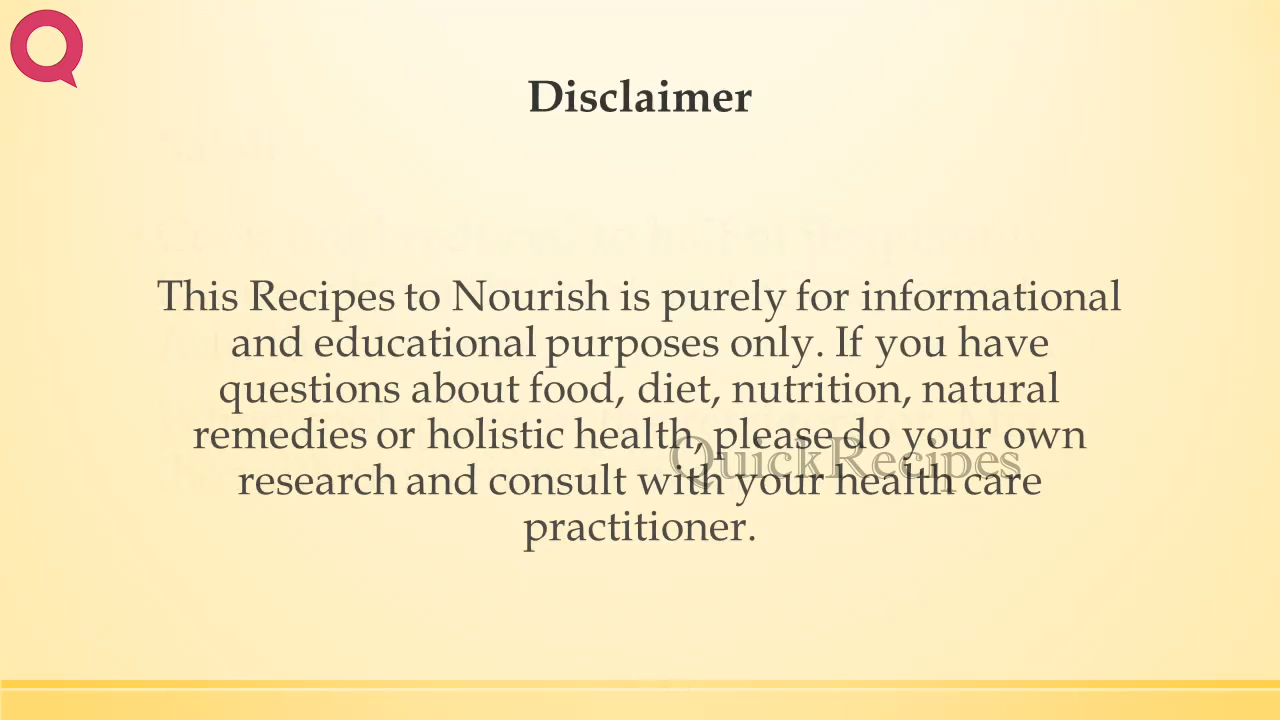 Disclaimer
This Recipes to Nourish is purely for informational
and educational purposes only. If you have
questions about food, diet, nutrition, natural
remedies or holistic health, please do your own
QuickRecipes
research and consult with your health care
practitioner.